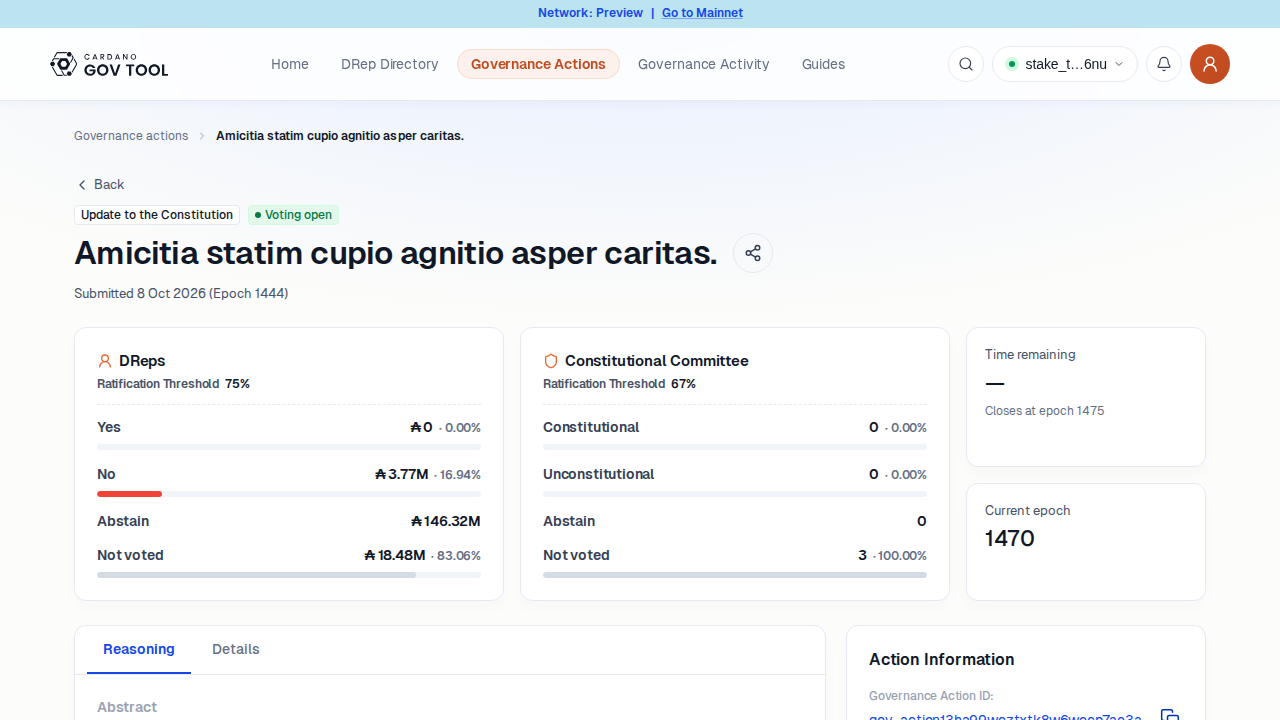 Network: Preview | Go to Mainnet
CARDANO
GOV TOOL
Home
DRep Directory
Governance Actions
Governance Activity
Guides
stake_t…6nu
Governance actions
Amicitia statim cupio agnitio asper caritas.
Back
Update to the Constitution
Voting open
Amicitia statim cupio agnitio asper caritas.
Submitted 8 Oct 2026 (Epoch 1444)
DReps
Ratification Threshold 75%
Yes ₳ 0 · 0.00%
No ₳ 3.77M · 16.94%
Abstain ₳ 146.32M
Not voted ₳ 18.48M · 83.06%
Constitutional Committee
Ratification Threshold 67%
Constitutional 0 · 0.00%
Unconstitutional 0 · 0.00%
Abstain 0
Not voted 3 · 100.00%
Time remaining
—
Closes at epoch 1475
Current epoch
1470
Reasoning
Details
Abstract
Action Information
Governance Action ID: